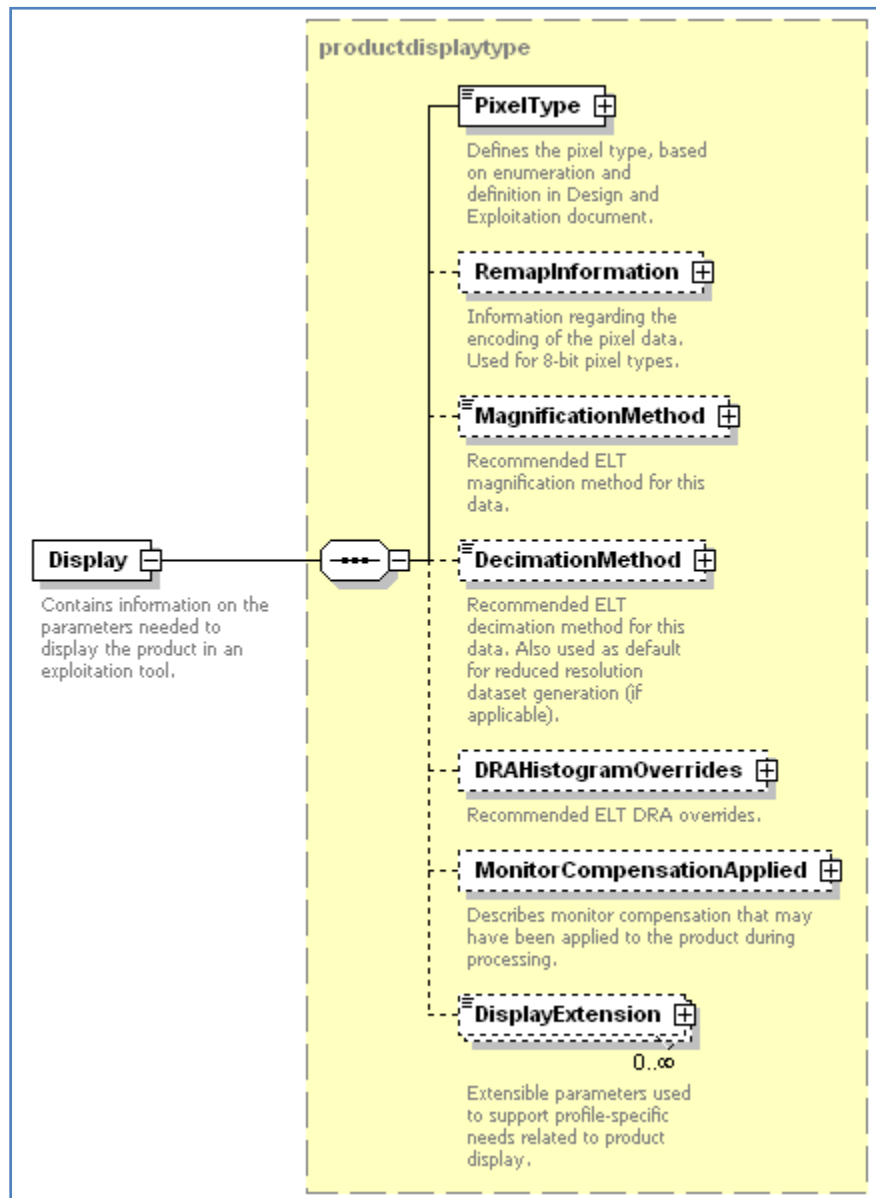 productdisplaytype
PixelType
Defines the pixel type, based
on enumeration and
definition in Design and
Exploitation document.
RemapInformation
Information regarding the
encoding of the pixel data.
Used for 8-bit pixel types.
MagnificationMethod
Recommended ELT
magnification method for this
data.
Display
Contains information on the
parameters needed to
display the product in an
exploitation tool.
DecimationMethod
Recommended ELT
decimation method for this
data. Also used as default
for reduced resolution
dataset generation (if
applicable).
DRAHistogramOverrides
Recommended ELT DRA overrides.
MonitorCompensationApplied
Describes monitor compensation that may
have been applied to the product during
processing.
DisplayExtension
0..∞
Extensible parameters used
to support profile-specific
needs related to product
display.